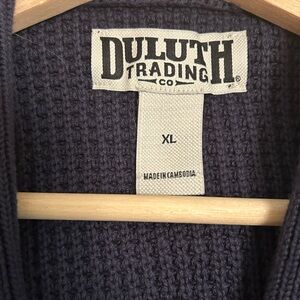 DULUTH
TRADING
CO
®
XL
MADE IN CAMBODIA